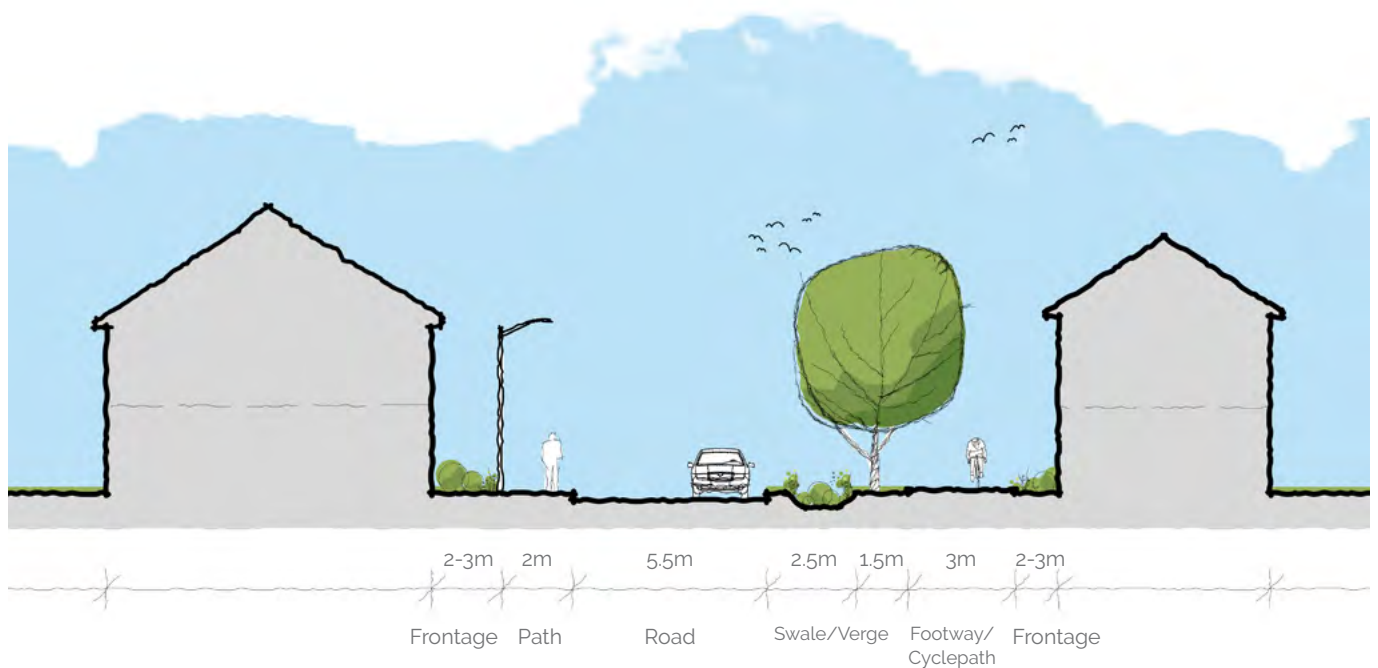 2-3m 2m 5.5m 2.5m 1.5m 3m 2-3m
Frontage Path Road Swale/Verge Footway/ Frontage
Cyclepath